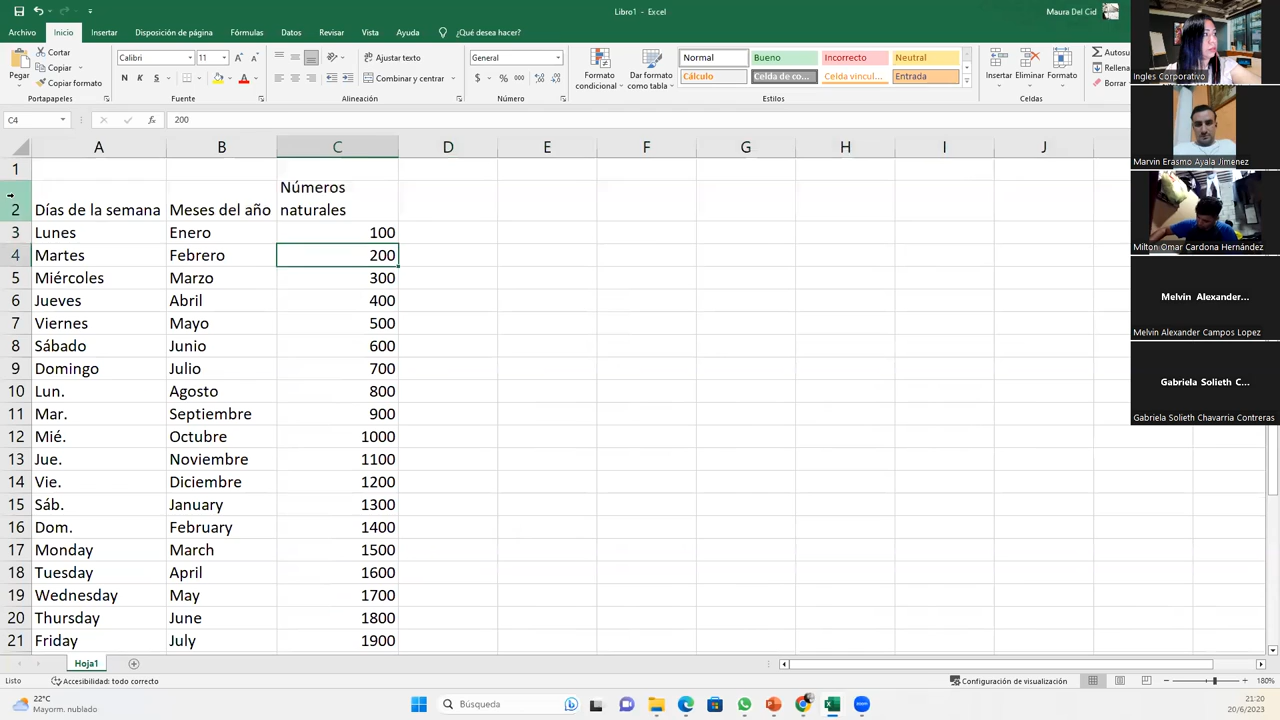 Libro1 - Excel
Maura Del Cid
Archivo Inicio Insertar Disposición de página Fórmulas Datos Revisar Vista Ayuda ¿Qué desea hacer?
Pegar
Cortar
Copiar
Copiar formato
Portapapeles
Calibri 11
N K S
Fuente
Ajustar texto
Combinar y centrar
Alineación
General
$ % 000
Número
Formato condicional
Dar formato como tabla
Normal Bueno Incorrecto Neutral
Cálculo Celda de co... Celda vincul... Entrada
Estilos
Insertar Eliminar Formato
Celdas
Autosu
Rellena
Borrar
C4 fx 200
A B C D E F G H I J
1
2 Días de la semana Meses del año Números naturales
3 Lunes Enero 100
4 Martes Febrero 200
5 Miércoles Marzo 300
6 Jueves Abril 400
7 Viernes Mayo 500
8 Sábado Junio 600
9 Domingo Julio 700
10 Lun. Agosto 800
11 Mar. Septiembre 900
12 Mié. Octubre 1000
13 Jue. Noviembre 1100
14 Vie. Diciembre 1200
15 Sáb. January 1300
16 Dom. February 1400
17 Monday March 1500
18 Tuesday April 1600
19 Wednesday May 1700
20 Thursday June 1800
21 Friday July 1900
Hoja1
Listo Accesibilidad: todo correcto Configuración de visualización 180%
22°C
Mayorm. nublado
Búsqueda
zoom
21:20
20/6/2023
Ingles Corporativo
Marvin Erasmo Ayala Jimenez
Milton Omar Cardona Hernández
Melvin Alexander...
Melvin Alexander Campos Lopez
Gabriela Solieth C...
Gabriela Solieth Chavarria Contreras